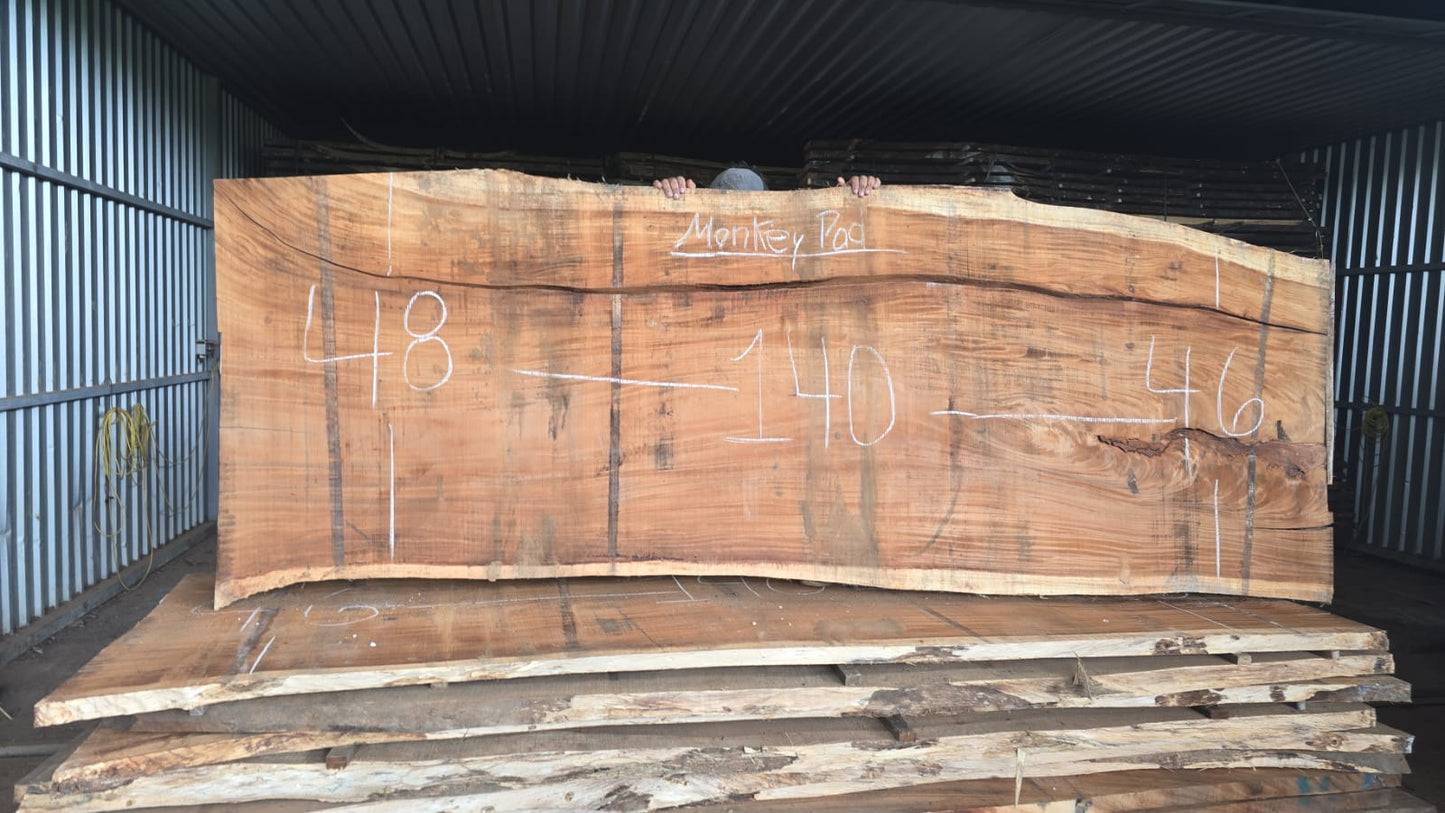 Monkey Pod
48 — 140 — 46